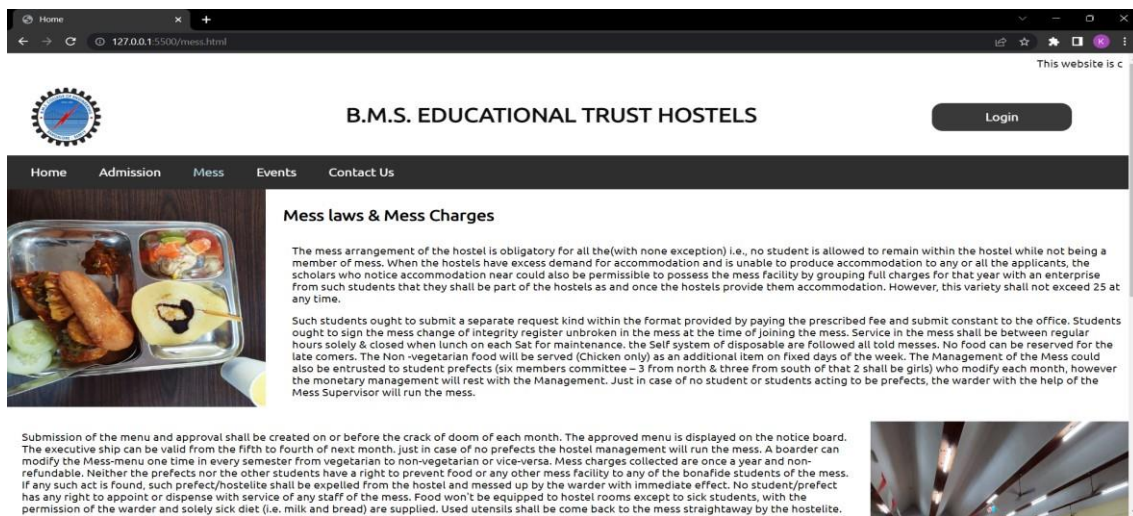 Home
127.0.0.1:5500/mess.html
K
This website is c
B.M.S. EDUCATIONAL TRUST HOSTELS
Login
Home Admission Mess Events Contact Us
Mess laws & Mess Charges
The mess arrangement of the hostel is obligatory for all the(with none exception) i.e., no student is allowed to remain within the hostel while not being a
member of mess. When the hostels have excess demand for accommodation and is unable to produce accommodation to any or all the applicants, the
scholars who notice accommodation near could also be permissible to possess the mess facility by grouping full charges for that year with an enterprise
from such students that they shall be part of the hostels as and once the hostels provide them accommodation. However, this variety shall not exceed 25 at
any time.
Such students ought to submit a separate request kind within the format provided by paying the prescribed fee and submit constant to the office. Students
ought to sign the mess change of integrity register unbroken in the mess at the time of joining the mess. Service in the mess shall be between regular
hours solely & closed when lunch on each Sat for maintenance. the Self system of disposable are followed all told messes. No food can be reserved for the
late comers. The Non -vegetarian food will be served (Chicken only) as an additional item on fixed days of the week. The Management of the Mess could
also be entrusted to student prefects (six members committee – 3 from north & three from south of that 2 shall be girls) who modify each month, however
the monetary management will rest with the Management. Just in case of no student or students acting to be prefects, the warder with the help of the
Mess Supervisor will run the mess.
Submission of the menu and approval shall be created on or before the crack of doom of each month. The approved menu is displayed on the notice board.
The executive ship can be valid from the fifth to fourth of next month. just in case of no prefects the hostel management will run the mess. A boarder can
modify the Mess-menu one time in every semester from vegetarian to non-vegetarian or vice-versa. Mess charges collected are once a year and non-
refundable. Neither the prefects nor the other students have a right to prevent food or any other mess facility to any of the bonafide students of the mess.
If any such act is found, such prefect/hostelite shall be expelled from the hostel and messed up by the warder with immediate effect. No student/prefect
has any right to appoint or dispense with service of any staff of the mess. Food won't be equipped to hostel rooms except to sick students, with the
permission of the warder and solely sick diet (i.e. milk and bread) are supplied. Used utensils shall be come back to the mess straightaway by the hostelite.